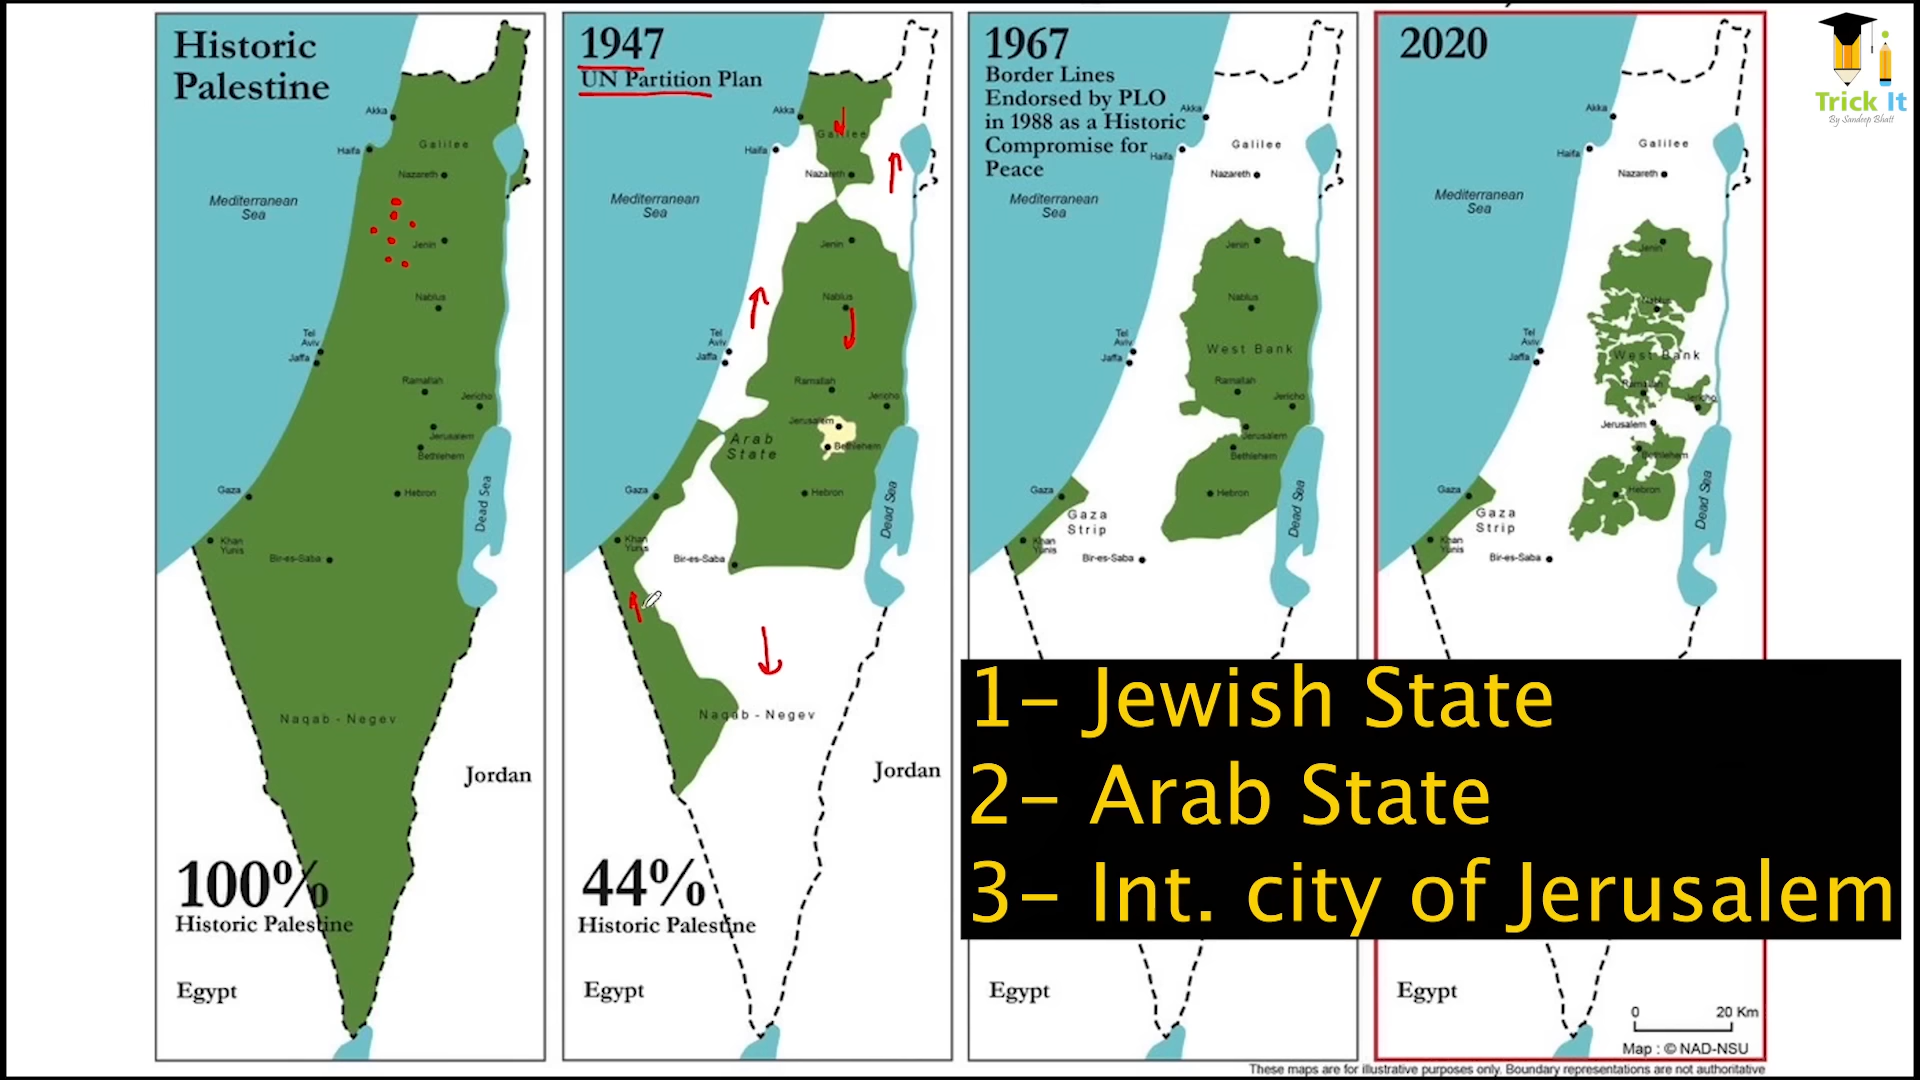 Historic
Palestine
Akka
Galilee
Haifa
Nazareth
Mediterranean
Sea
Jenin
Nablus
Tel
Aviv
Jaffa
Ramallah
Jericho
Jerusalem
Bethlehem
Gaza
Hebron
Dead Sea
Khan
Yunis
Bir-es-Saba
Naqab - Negev
Jordan
100%
Historic Palestine
Egypt
1947
UN Partition Plan
Akka
Galilee
Haifa
Nazareth
Mediterranean
Sea
Jenin
Nablus
Tel
Aviv
Jaffa
Ramallah
Jericho
Jerusalem
Bethlehem
Arab
State
Gaza
Hebron
Dead Sea
Khan
Yunis
Bir-es-Saba
Naqab - Negev
Jordan
44%
Historic Palestine
Egypt
1967
Border Lines
Endorsed by PLO
in 1988 as a Historic
Compromise for
Peace
Akka
Galilee
Haifa
Nazareth
Mediterranean
Sea
Jenin
Nablus
Tel
Aviv
Jaffa
West Bank
Ramallah
Jericho
Jerusalem
Bethlehem
Gaza
Hebron
Gaza
Strip
Dead Sea
Khan
Yunis
Bir-es-Saba
Egypt
2020
Akka
Galilee
Haifa
Nazareth
Mediterranean
Sea
Jenin
Nablus
Tel
Aviv
Jaffa
West Bank
Ramallah
Jericho
Jerusalem
Bethlehem
Gaza
Hebron
Gaza
Strip
Dead Sea
Khan
Yunis
Bir-es-Saba
Egypt
0 20 Km
Map : © NAD-NSU
These maps are for illustrative purposes only. Boundary representations are not authoritative
1- Jewish State
2- Arab State
3- Int. city of Jerusalem
Trick It
By Sandeep Bhatt